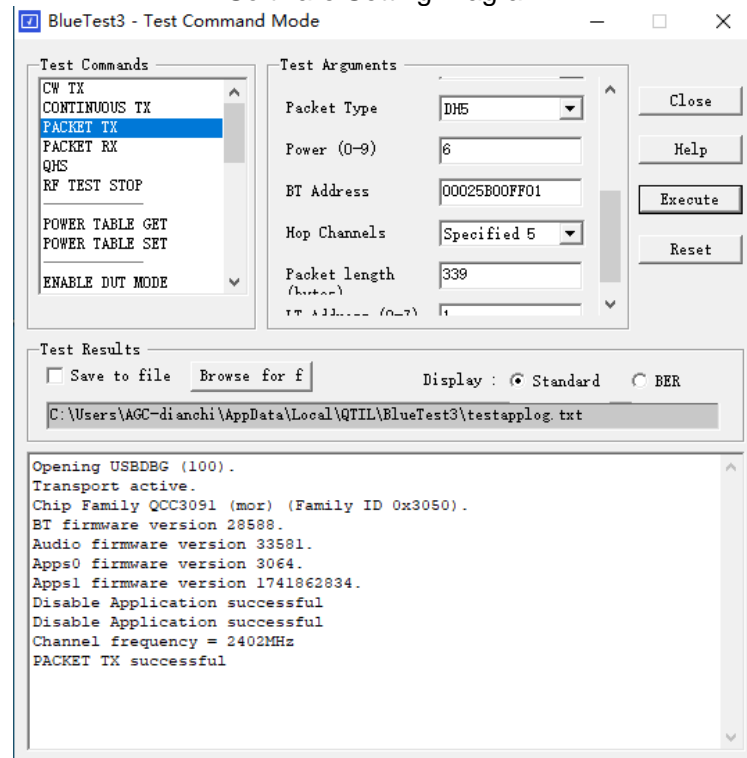 BlueTest3 - Test Command Mode
Test Commands
CW TX
CONTINUOUS TX
PACKET TX
PACKET RX
QHS
RF TEST STOP
POWER TABLE GET
POWER TABLE SET
ENABLE DUT MODE
Test Arguments
Packet Type DH5
Power (0-9) 6
BT Address 00025B00FF01
Hop Channels Specified 5
Packet length 339
(bytes)
LT Address (0-7) 1
Close
Help
Execute
Reset
Test Results
Save to file Browse for f Display : Standard BER
C:\Users\AGC-dianchi\AppData\Local\QTIL\BlueTest3\testapplog.txt
Opening USBDBG (100).
Transport active.
Chip Family QCC3091 (mor) (Family ID 0x3050).
BT firmware version 28588.
Audio firmware version 33581.
Apps0 firmware version 3064.
Apps1 firmware version 1741862834.
Disable Application successful
Disable Application successful
Channel frequency = 2402MHz
PACKET TX successful